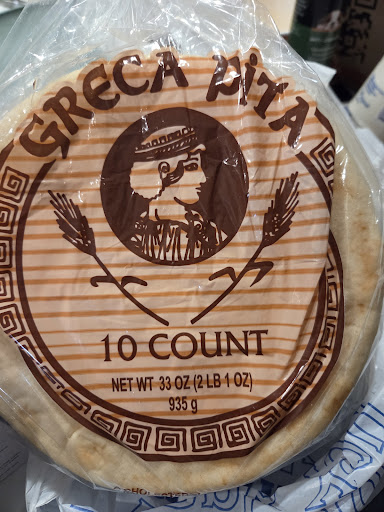 GRECA PITA
10 COUNT
NET WT 33 OZ (2 LB 1 OZ)
935 g